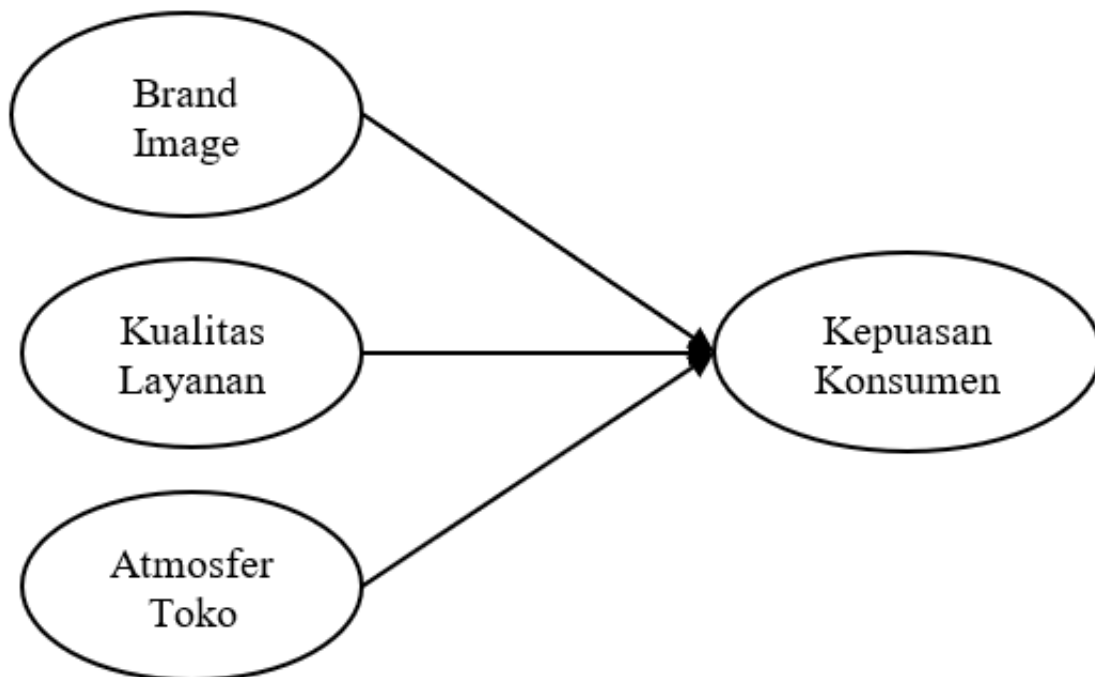 Brand
Image
Kualitas
Layanan
Kepuasan
Konsumen
Atmosfer
Toko